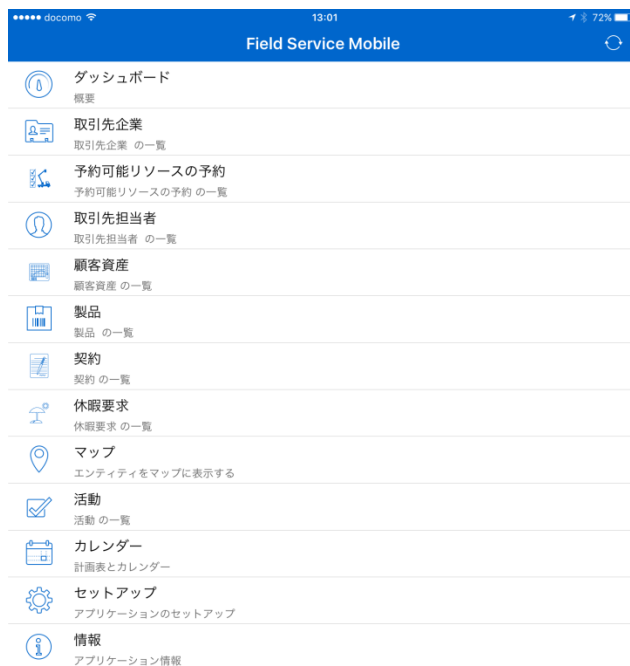 docomo 13:01 72%
Field Service Mobile
ダッシュボード
概要
取引先企業
取引先企業 の一覧
予約可能リソースの予約
予約可能リソースの予約 の一覧
取引先担当者
取引先担当者 の一覧
顧客資産
顧客資産 の一覧
製品
製品 の一覧
契約
契約 の一覧
休暇要求
休暇要求 の一覧
マップ
エンティティをマップに表示する
活動
活動 の一覧
カレンダー
計画表とカレンダー
セットアップ
アプリケーションのセットアップ
情報
アプリケーション情報